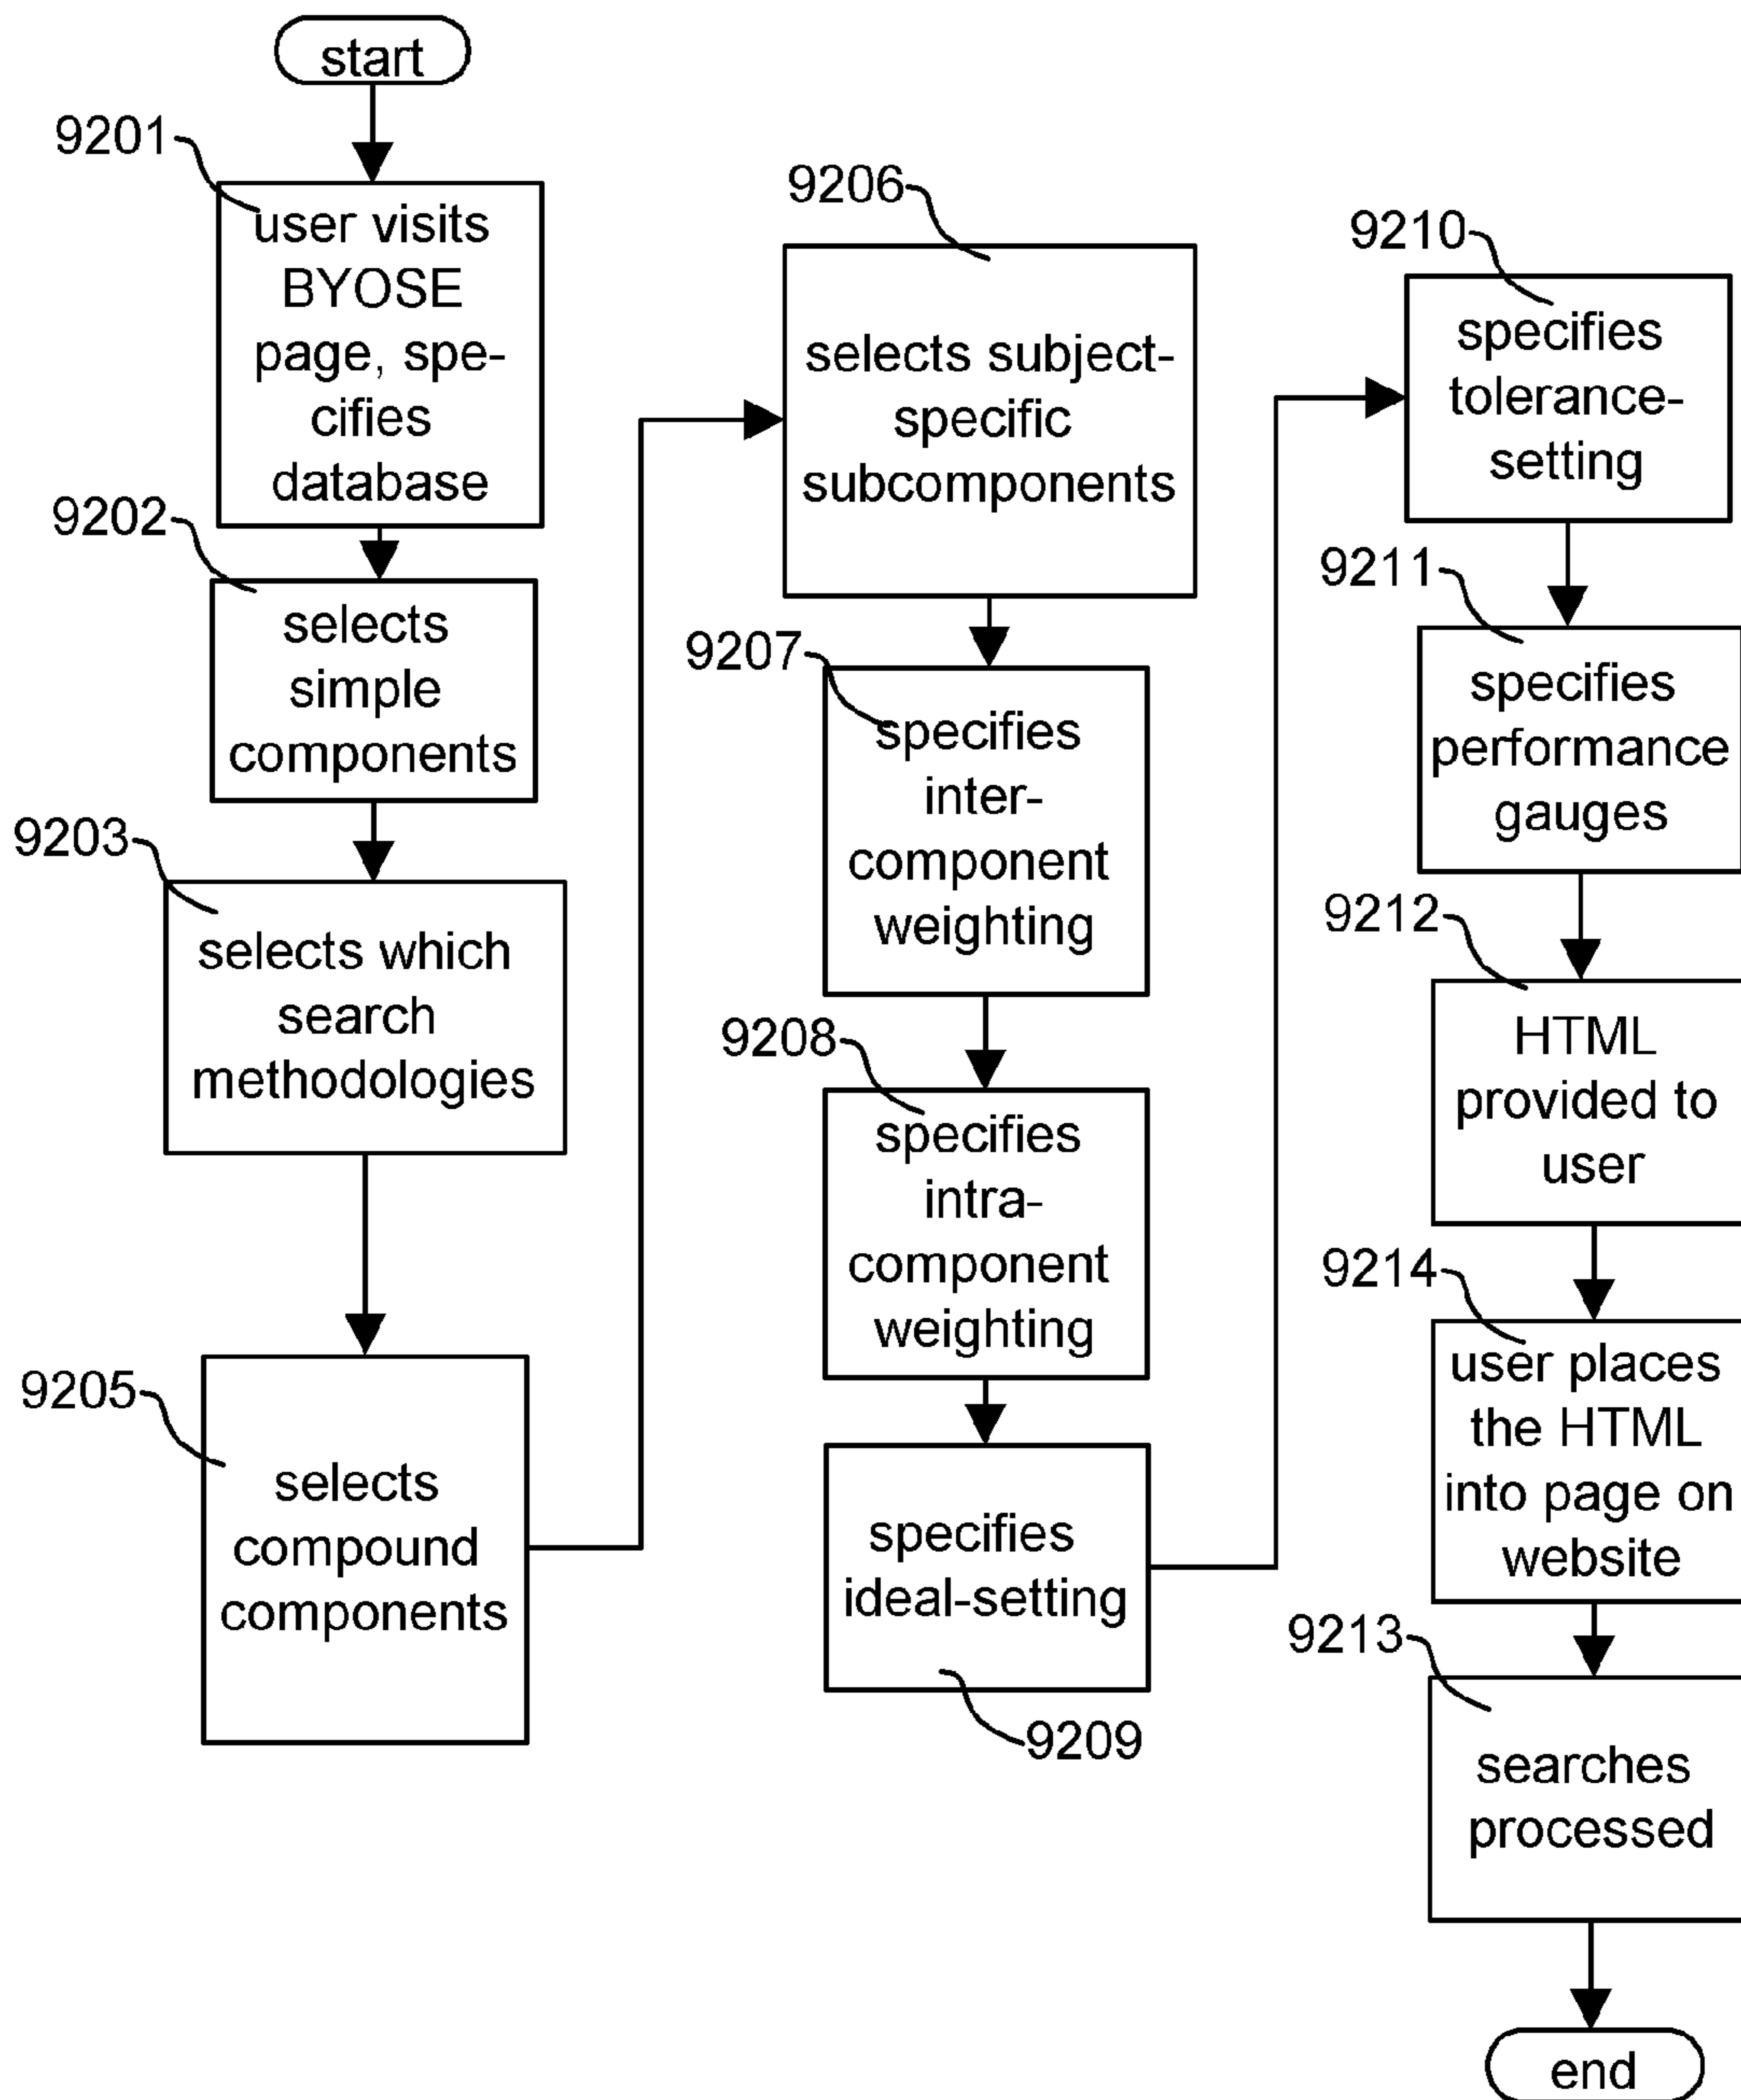 start
9201
user visits
BYOSE
page, spe-
cifies
database
9202
selects
simple
components
9203
selects which
search
methodologies
9205
selects
compound
components
9206
selects subject-
specific
subcomponents
9207
specifies
inter-
component
weighting
9208
specifies
intra-
component
weighting
specifies
ideal-setting
9209
9210
specifies
tolerance-
setting
9211
specifies
performance
gauges
9212
HTML
provided to
user
9214
user places
the HTML
into page on
website
9213
searches
processed
end